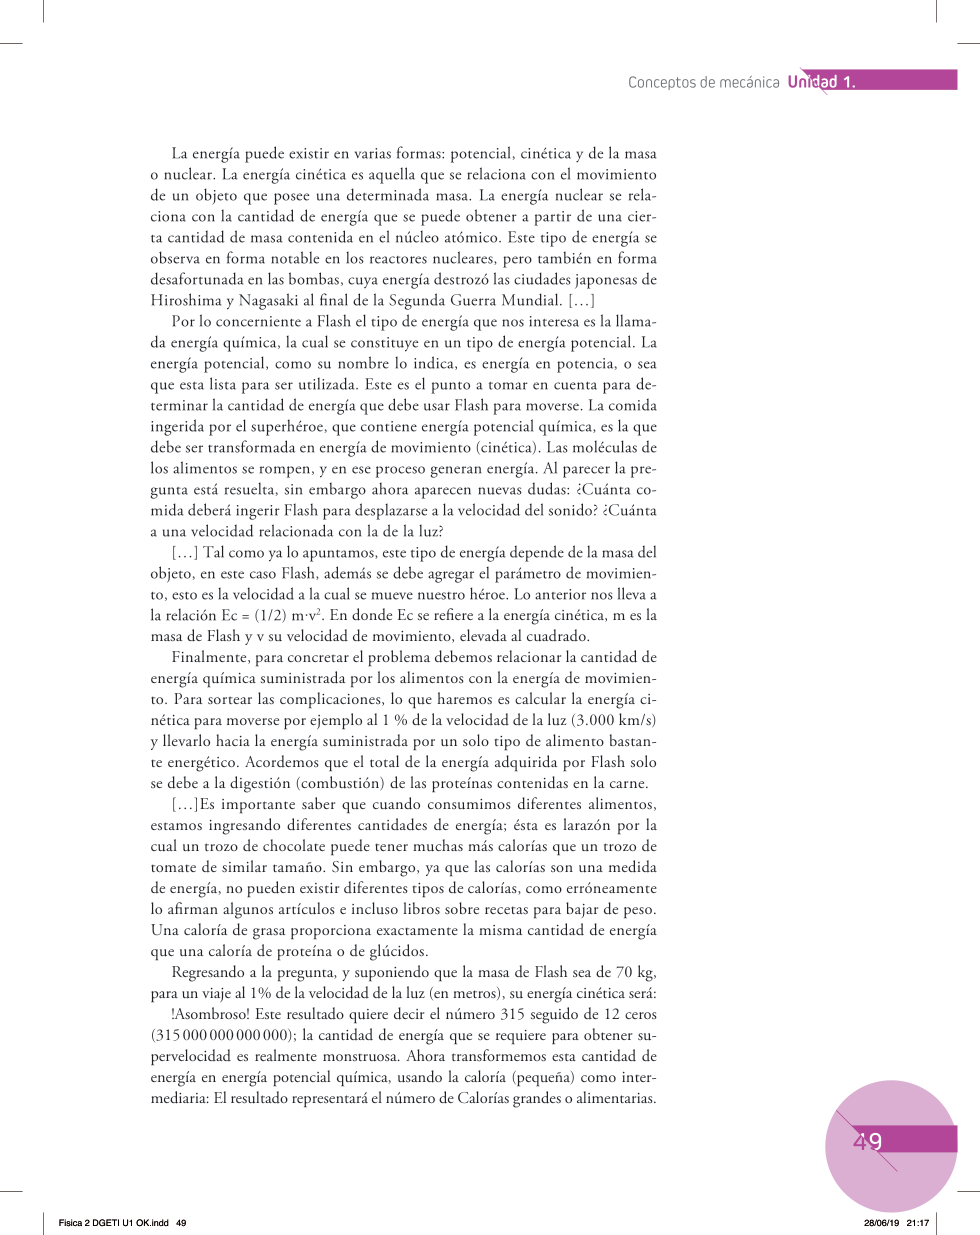 Conceptos de mecánica Unidad 1.
La energía puede existir en varias formas: potencial, cinética y de la masa
o nuclear. La energía cinética es aquella que se relaciona con el movimiento
de un objeto que posee una determinada masa. La energía nuclear se rela-
ciona con la cantidad de energía que se puede obtener a partir de una cier-
ta cantidad de masa contenida en el núcleo atómico. Este tipo de energía se
observa en forma notable en los reactores nucleares, pero también en forma
desafortunada en las bombas, cuya energía destrozó las ciudades japonesas de
Hiroshima y Nagasaki al final de la Segunda Guerra Mundial. […]
Por lo concerniente a Flash el tipo de energía que nos interesa es la llama-
da energía química, la cual se constituye en un tipo de energía potencial. La
energía potencial, como su nombre lo indica, es energía en potencia, o sea
que esta lista para ser utilizada. Este es el punto a tomar en cuenta para de-
terminar la cantidad de energía que debe usar Flash para moverse. La comida
ingerida por el superhéroe, que contiene energía potencial química, es la que
debe ser transformada en energía de movimiento (cinética). Las moléculas de
los alimentos se rompen, y en ese proceso generan energía. Al parecer la pre-
gunta está resuelta, sin embargo ahora aparecen nuevas dudas: ¿Cuánta co-
mida deberá ingerir Flash para desplazarse a la velocidad del sonido? ¿Cuánta
a una velocidad relacionada con la de la luz?
[…] Tal como ya lo apuntamos, este tipo de energía depende de la masa del
objeto, en este caso Flash, además se debe agregar el parámetro de movimien-
to, esto es la velocidad a la cual se mueve nuestro héroe. Lo anterior nos lleva a
la relación Ec = (1/2) m·v². En donde Ec se refiere a la energía cinética, m es la
masa de Flash y v su velocidad de movimiento, elevada al cuadrado.
Finalmente, para concretar el problema debemos relacionar la cantidad de
energía química suministrada por los alimentos con la energía de movimien-
to. Para sortear las complicaciones, lo que haremos es calcular la energía ci-
nética para moverse por ejemplo al 1 % de la velocidad de la luz (3.000 km/s)
y llevarlo hacia la energía suministrada por un solo tipo de alimento bastan-
te energético. Acordemos que el total de la energía adquirida por Flash solo
se debe a la digestión (combustión) de las proteínas contenidas en la carne.
[…]Es importante saber que cuando consumimos diferentes alimentos,
estamos ingresando diferentes cantidades de energía; ésta es larazón por la
cual un trozo de chocolate puede tener muchas más calorías que un trozo de
tomate de similar tamaño. Sin embargo, ya que las calorías son una medida
de energía, no pueden existir diferentes tipos de calorías, como erróneamente
lo afirman algunos artículos e incluso libros sobre recetas para bajar de peso.
Una caloría de grasa proporciona exactamente la misma cantidad de energía
que una caloría de proteína o de glúcidos.
Regresando a la pregunta, y suponiendo que la masa de Flash sea de 70 kg,
para un viaje al 1% de la velocidad de la luz (en metros), su energía cinética será:
!Asombroso! Este resultado quiere decir el número 315 seguido de 12 ceros
(315 000 000 000 000); la cantidad de energía que se requiere para obtener su-
pervelocidad es realmente monstruosa. Ahora transformemos esta cantidad de
energía en energía potencial química, usando la caloría (pequeña) como inter-
mediaria: El resultado representará el número de Calorías grandes o alimentarias.
49
Fisica 2 DGETI U1 OK.indd 49
28/06/19 21:17